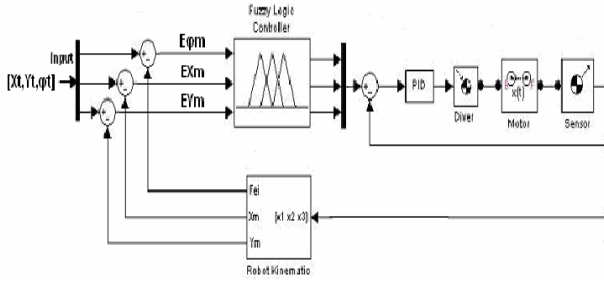 Fuzzy Logic
Controller
Input
[Xt,Yt,φt]
Eφm
EXm
EYm
PID
x(t)
Diver
Motor
Sensor
Fei
Xm
[x1 x2 x3]
Ym
Robot Kinematic